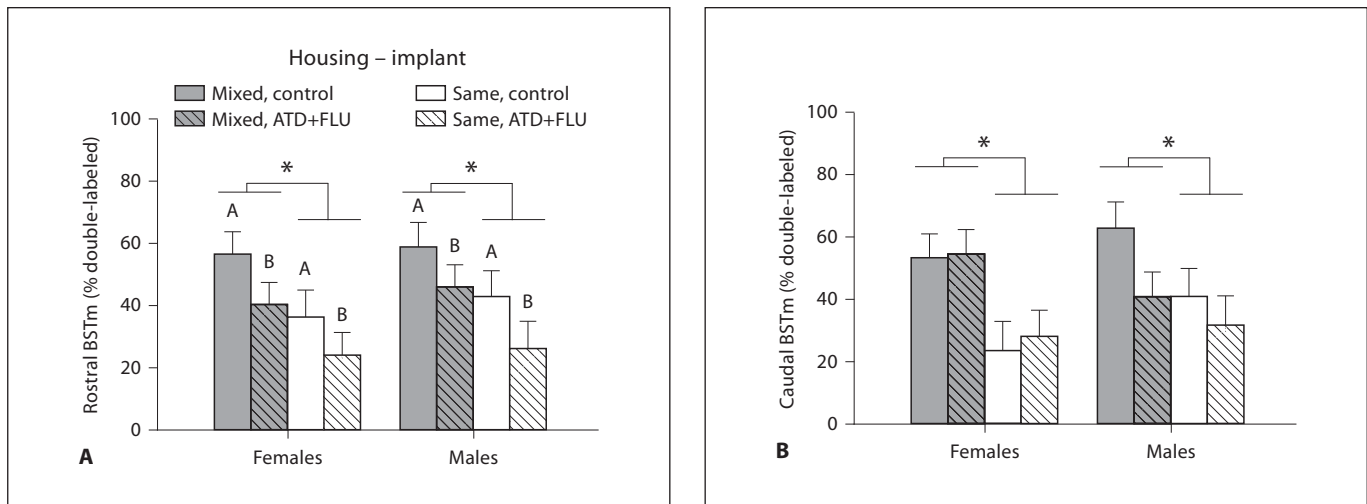 Housing – implant
Mixed, control
Same, control
Mixed, ATD+FLU
Same, ATD+FLU
Rostral BSTm (% double-labeled)
100
80
60
40
20
0
*
*
A
B
A
B
A
B
A
B
Females
Males
A
Caudal BSTm (% double-labeled)
100
80
60
40
20
0
*
*
Females
Males
B